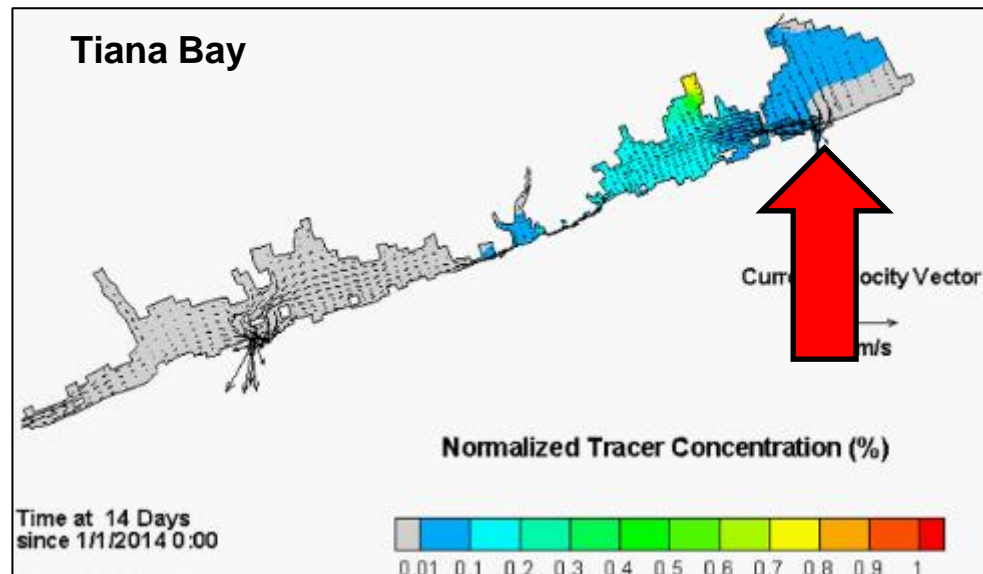 Tiana Bay
Vector
m/s
Normalized Tracer Concentration (%)
Time at 14 Days
since 1/1/2014 0:00
0.01 0.1 0.2 0.3 0.4 0.5 0.6 0.7 0.8 0.9 1